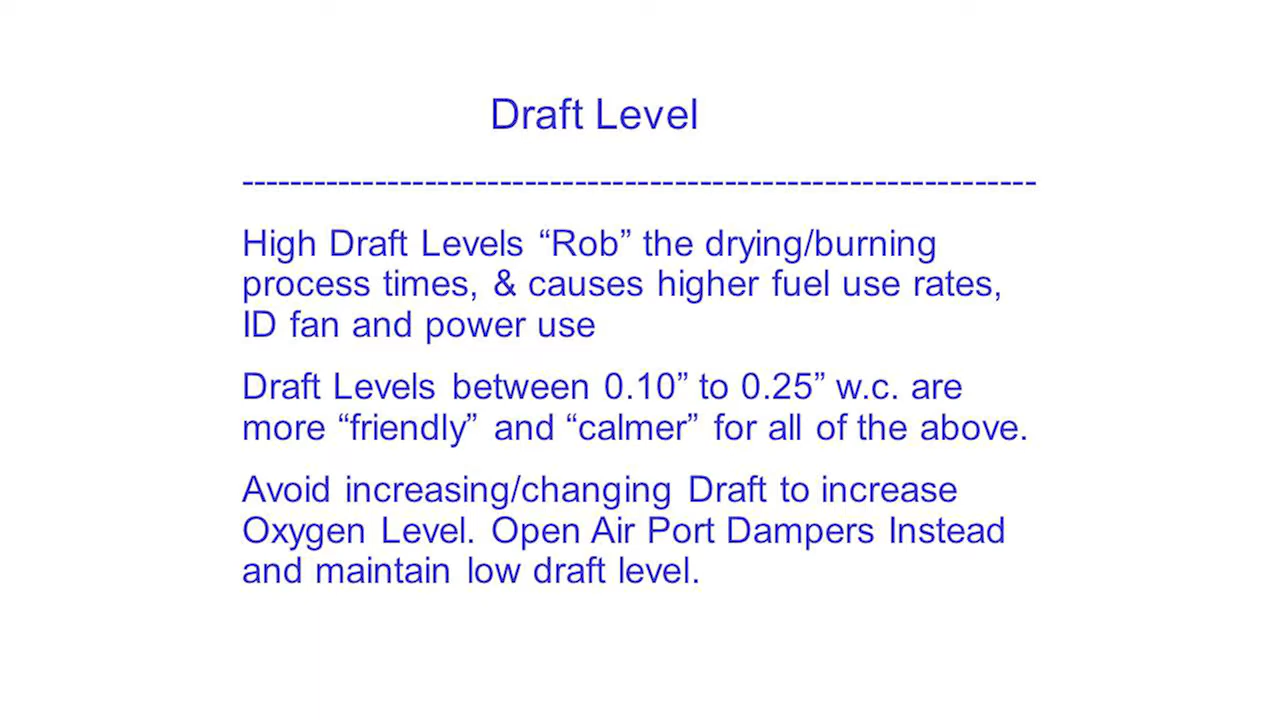 Draft Level
------------------------------------------------------------------
High Draft Levels “Rob” the drying/burning
process times, & causes higher fuel use rates,
ID fan and power use
Draft Levels between 0.10” to 0.25” w.c. are
more “friendly” and “calmer” for all of the above.
Avoid increasing/changing Draft to increase
Oxygen Level. Open Air Port Dampers Instead
and maintain low draft level.